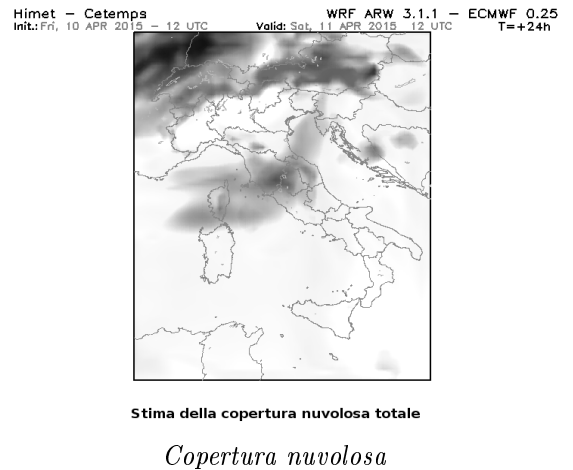 Himet – Cetemps WRF ARW 3.1.1 – ECMWF 0.25
Init.: Fri, 10 APR 2015 – 12 UTC Valid: Sat, 11 APR 2015 12 UTC T=+24h
Stima della copertura nuvolosa totale
Copertura nuvolosa